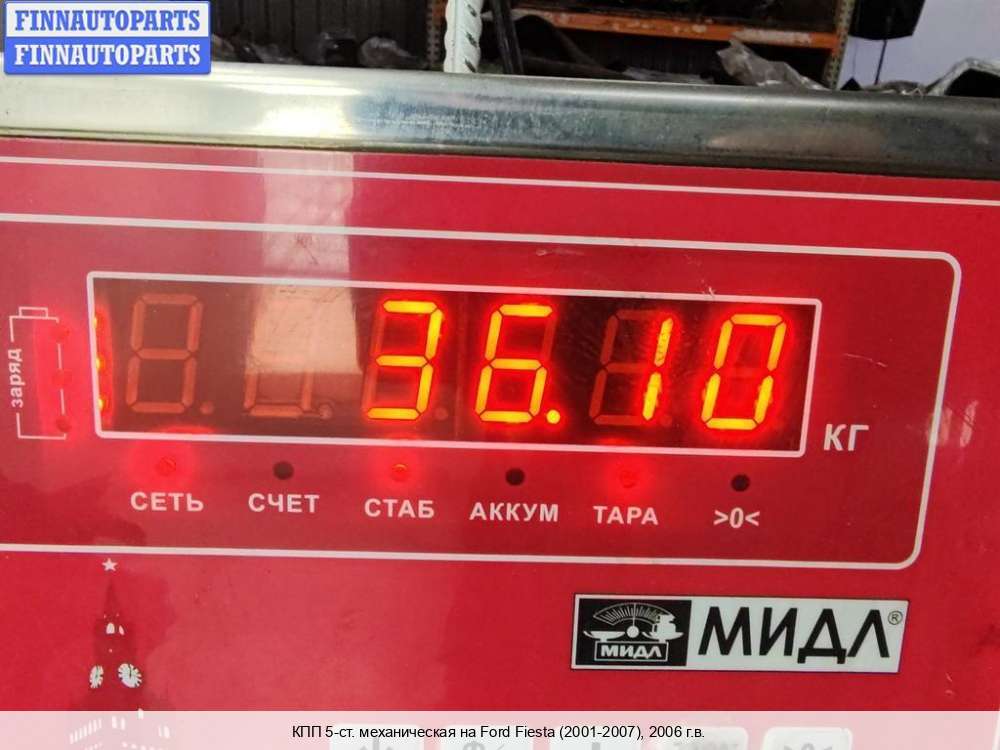 FINNAUTOPARTS
FINNAUTOPARTS
заряд
36.10
КГ
СЕТЬ
СЧЕТ
СТАБ
АККУМ
ТАРА
>0<
МИДЛ
МИДЛ®
КПП 5-ст. механическая на Ford Fiesta (2001-2007), 2006 г.в.